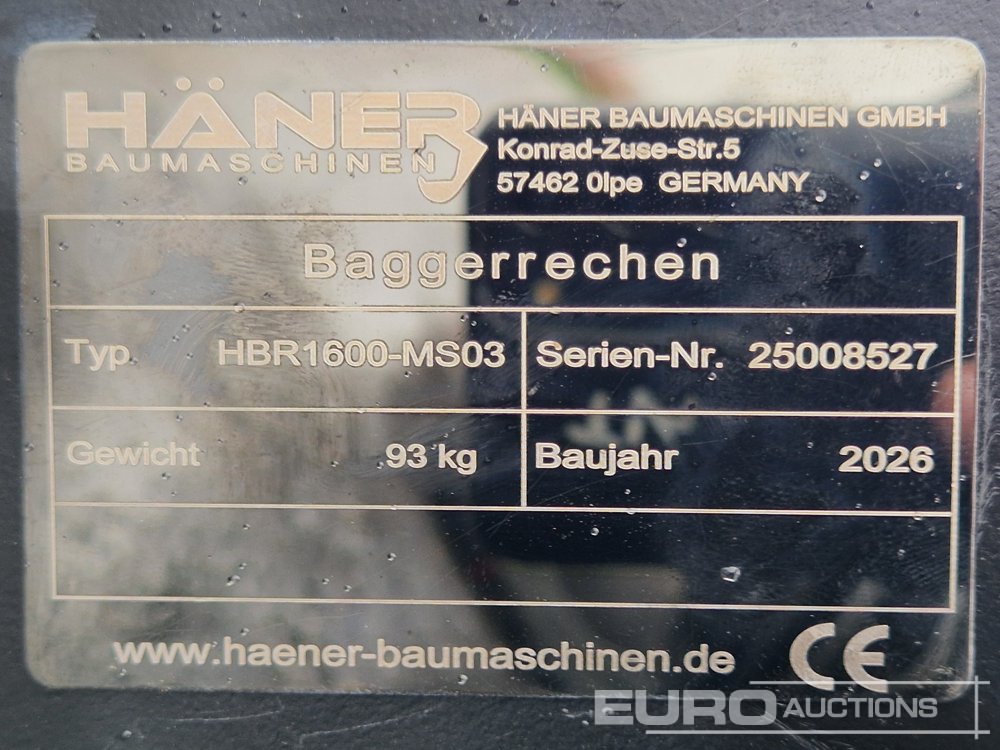 HÄNER
BAUMASCHINEN
HÄNER BAUMASCHINEN GMBH
Konrad-Zuse-Str.5
57462 Olpe GERMANY
Baggerrechen
Typ HBR1600-MS03
Serien-Nr. 25008527
Gewicht 93 kg
Baujahr 2026
www.haener-baumaschinen.de
CE
EURO AUCTIONS